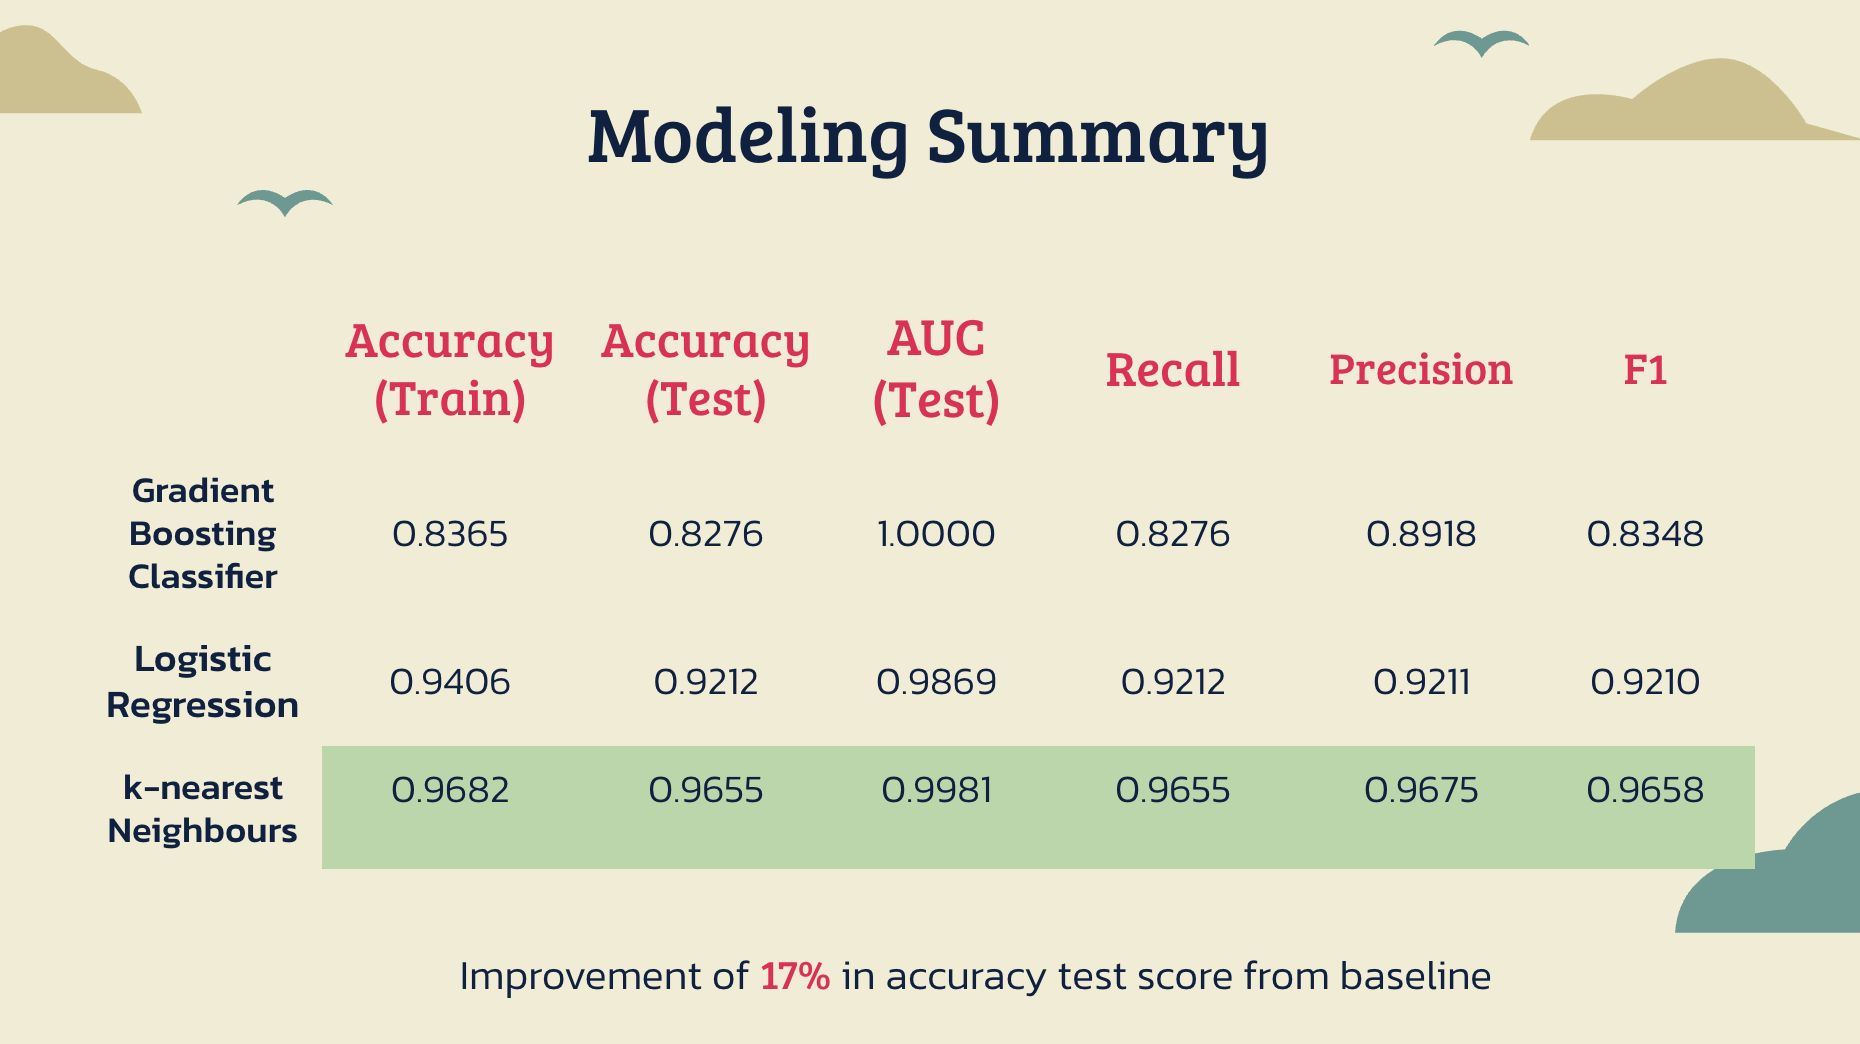 Modeling Summary
Accuracy (Train) Accuracy (Test) AUC (Test) Recall Precision F1
Gradient Boosting Classifier 0.8365 0.8276 1.0000 0.8276 0.8918 0.8348
Logistic Regression 0.9406 0.9212 0.9869 0.9212 0.9211 0.9210
k-nearest Neighbours 0.9682 0.9655 0.9981 0.9655 0.9675 0.9658
Improvement of 17% in accuracy test score from baseline